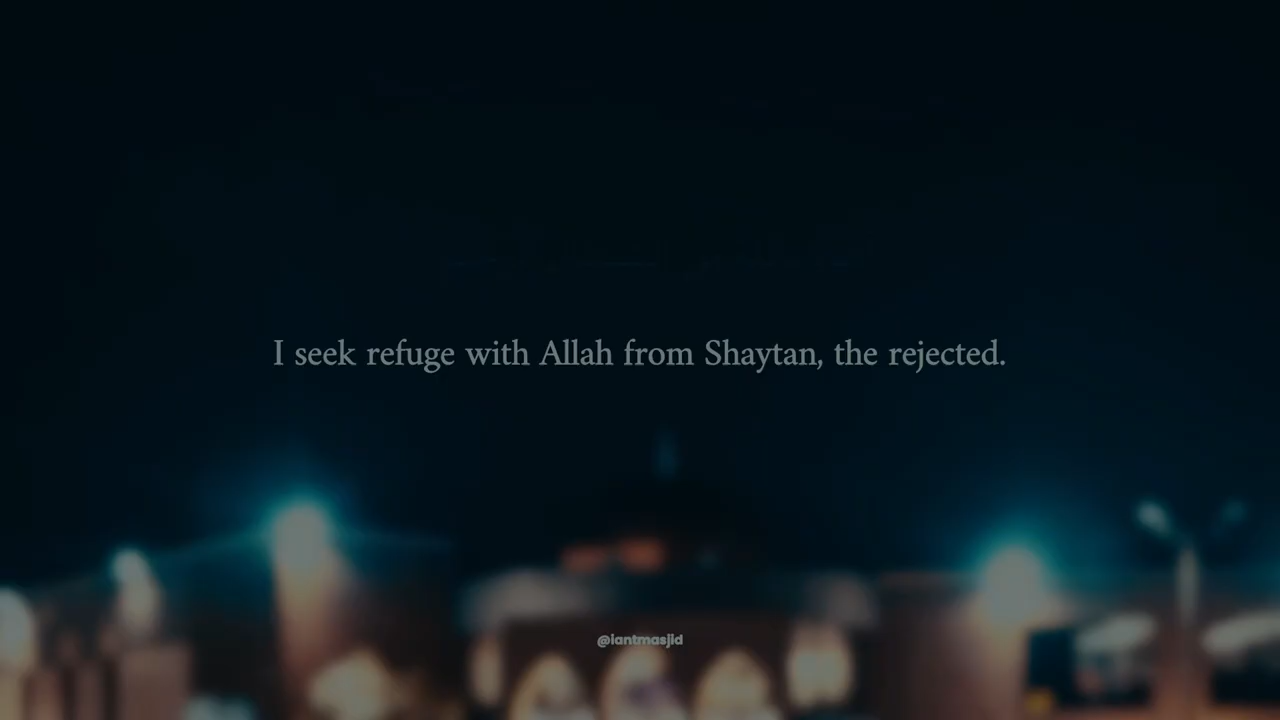 I seek refuge with Allah from Shaytan, the rejected.
@iantmasjid